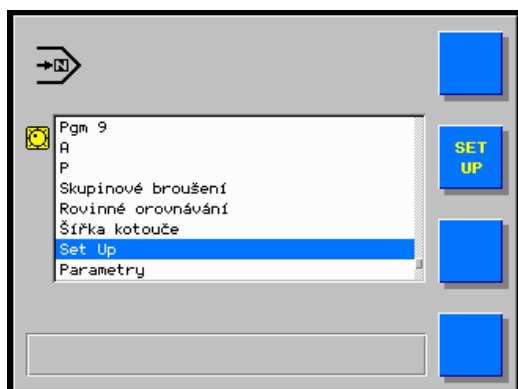 N
Pgm 9
A
P
Skupinové broušení
Rovinné orovnávání
Šířka kotouče
Set Up
Parametry
SET
UP